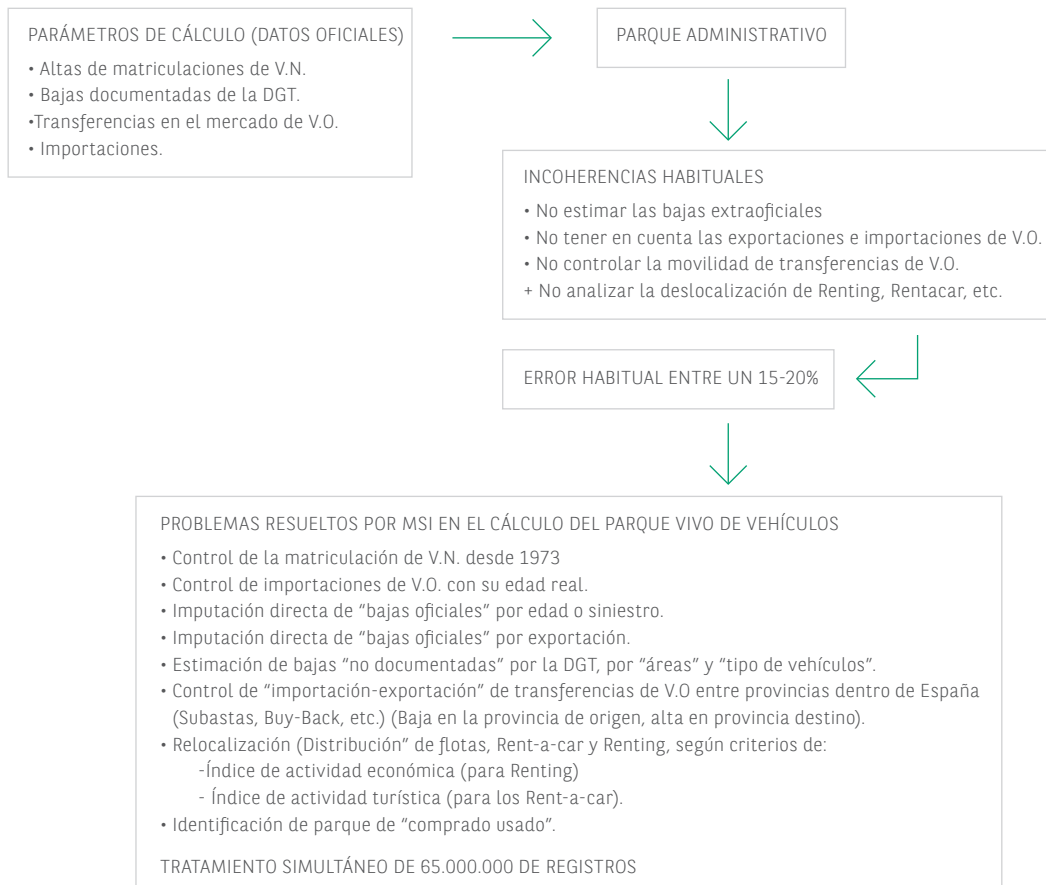 PARÁMETROS DE CÁLCULO (DATOS OFICIALES)
• Altas de matriculaciones de V.N.
• Bajas documentadas de la DGT.
•Transferencias en el mercado de V.O.
• Importaciones.
PARQUE ADMINISTRATIVO
INCOHERENCIAS HABITUALES
• No estimar las bajas extraoficiales
• No tener en cuenta las exportaciones e importaciones de V.O.
• No controlar la movilidad de transferencias de V.O.
+ No analizar la deslocalización de Renting, Rentacar, etc.
ERROR HABITUAL ENTRE UN 15-20%
PROBLEMAS RESUELTOS POR MSI EN EL CÁLCULO DEL PARQUE VIVO DE VEHÍCULOS
• Control de la matriculación de V.N. desde 1973
• Control de importaciones de V.O. con su edad real.
• Imputación directa de “bajas oficiales” por edad o siniestro.
• Imputación directa de “bajas oficiales” por exportación.
• Estimación de bajas “no documentadas” por la DGT, por “áreas” y “tipo de vehículos”.
• Control de “importación-exportación” de transferencias de V.O entre provincias dentro de España
(Subastas, Buy-Back, etc.) (Baja en la provincia de origen, alta en provincia destino).
• Relocalización (Distribución” de flotas, Rent-a-car y Renting, según criterios de:
-Índice de actividad económica (para Renting)
- Índice de actividad turística (para los Rent-a-car).
• Identificación de parque de “comprado usado”.
TRATAMIENTO SIMULTÁNEO DE 65.000.000 DE REGISTROS